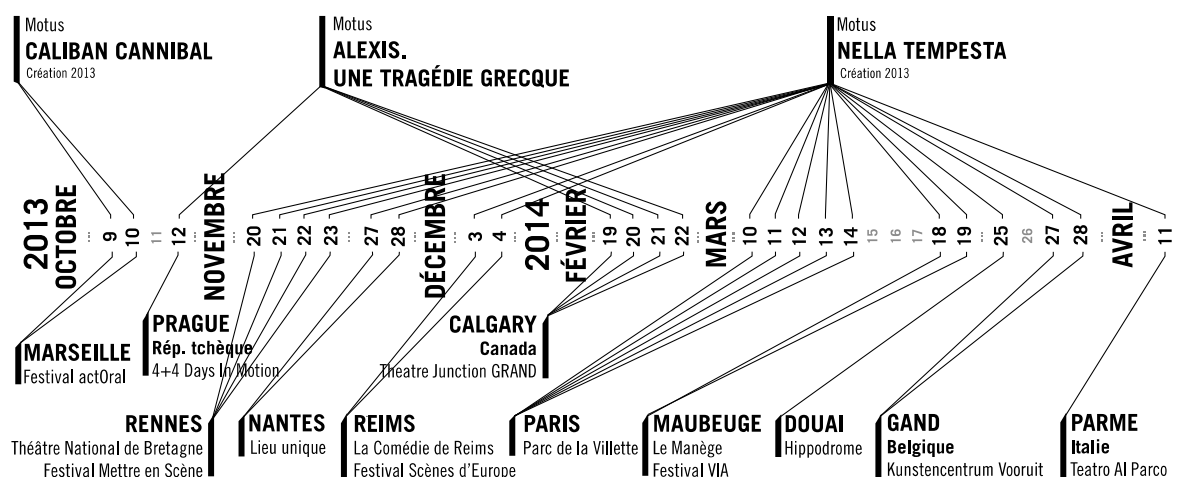 Motus
CALIBAN CANNIBAL
Création 2013
Motus
ALEXIS.
UNE TRAGÉDIE GRECQUE
Motus
NELLA TEMPESTA
Création 2013
2013
OCTOBRE
9
10
11
12
NOVEMBRE
20
21
22
23
27
28
DÉCEMBRE
3
4
2014
FÉVRIER
19
20
21
22
MARS
10
11
12
13
14
15
16
17
18
19
25
26
27
28
AVRIL
11
MARSEILLE
Festival actOral
PRAGUE
Rép. tchèque
4+4 Days In Motion
CALGARY
Canada
Theatre Junction GRAND
RENNES
Théâtre National de Bretagne
Festival Mettre en Scène
NANTES
Lieu unique
REIMS
La Comédie de Reims
Festival Scènes d'Europe
PARIS
Parc de la Villette
MAUBEUGE
Le Manège
Festival VIA
DOUAI
Hippodrome
GAND
Belgique
Kunstencentrum Vooruit
PARME
Italie
Teatro Al Parco